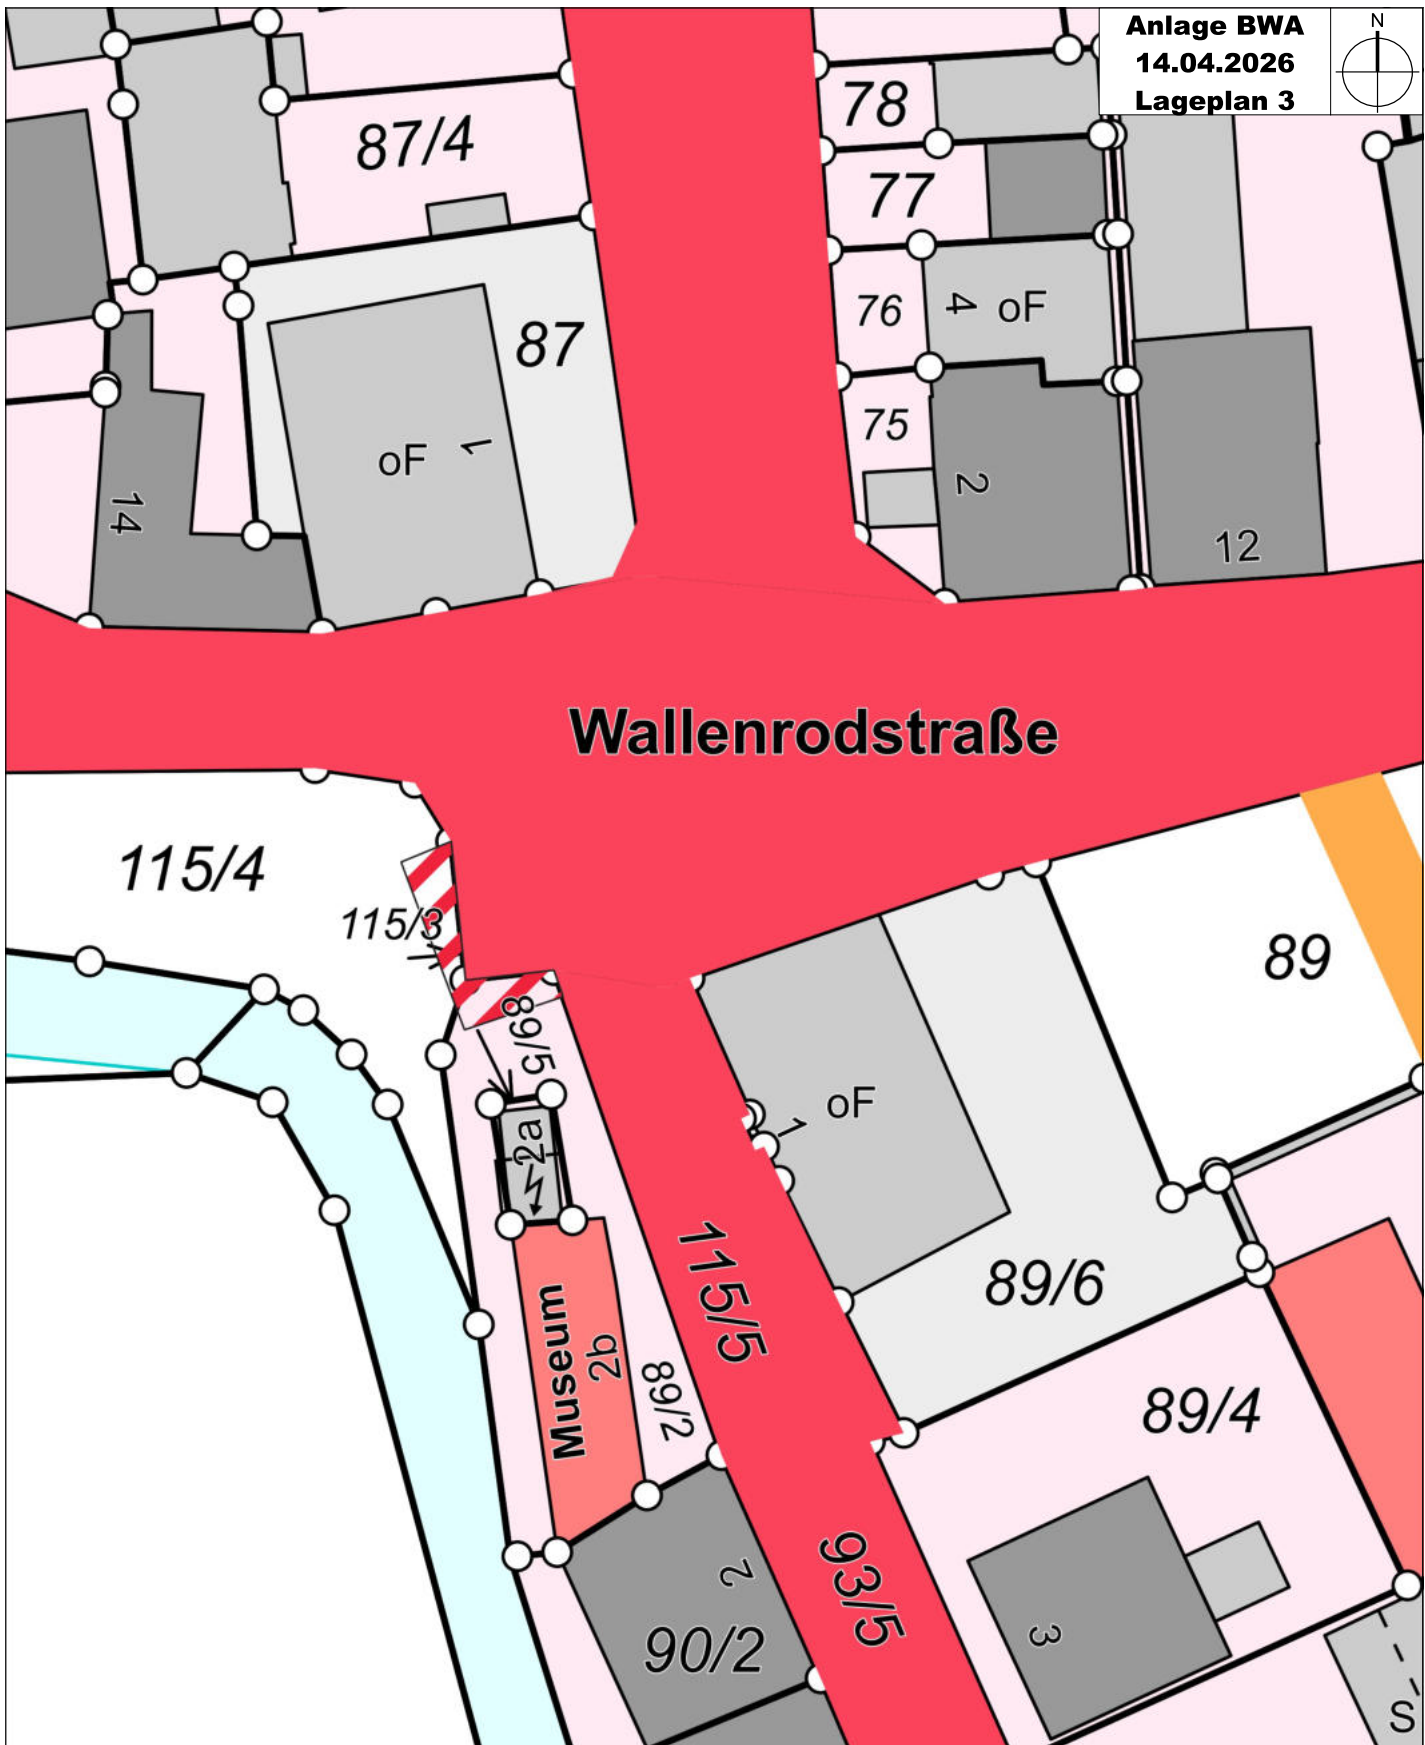 Anlage BWA
14.04.2026
Lageplan 3
N
78
87/4
77
76
4 oF
87
75
oF 1
2
14
12
Wallenrodstraße
115/4
115/3
89
89/5
2a
oF
1
115/5
89/6
Museum
2b
89/2
89/4
93/5
2
90/2
3
S